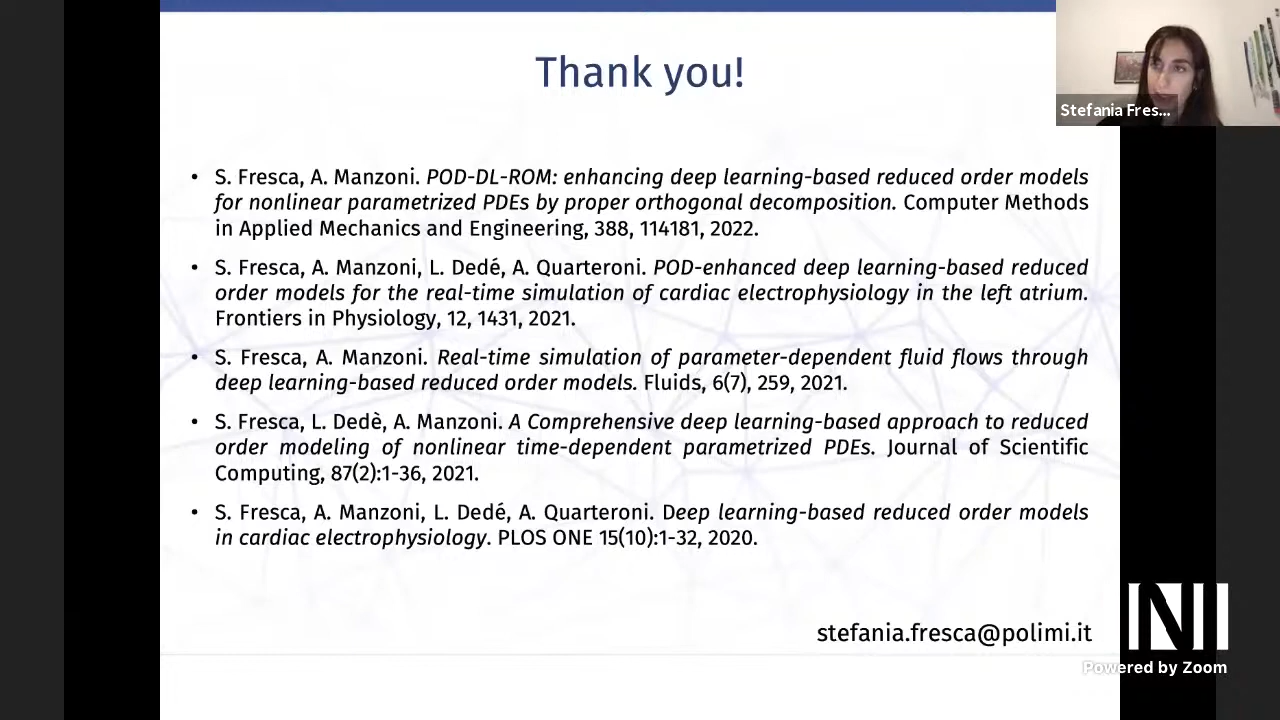 Thank you!
Stefania Fres...
• S. Fresca, A. Manzoni. POD-DL-ROM: enhancing deep learning-based reduced order models
for nonlinear parametrized PDEs by proper orthogonal decomposition. Computer Methods
in Applied Mechanics and Engineering, 388, 114181, 2022.
• S. Fresca, A. Manzoni, L. Dedé, A. Quarteroni. POD-enhanced deep learning-based reduced
order models for the real-time simulation of cardiac electrophysiology in the left atrium.
Frontiers in Physiology, 12, 1431, 2021.
• S. Fresca, A. Manzoni. Real-time simulation of parameter-dependent fluid flows through
deep learning-based reduced order models. Fluids, 6(7), 259, 2021.
• S. Fresca, L. Dedè, A. Manzoni. A Comprehensive deep learning-based approach to reduced
order modeling of nonlinear time-dependent parametrized PDEs. Journal of Scientific
Computing, 87(2):1-36, 2021.
• S. Fresca, A. Manzoni, L. Dedé, A. Quarteroni. Deep learning-based reduced order models
in cardiac electrophysiology. PLOS ONE 15(10):1-32, 2020.
stefania.fresca@polimi.it
NI
Powered by Zoom